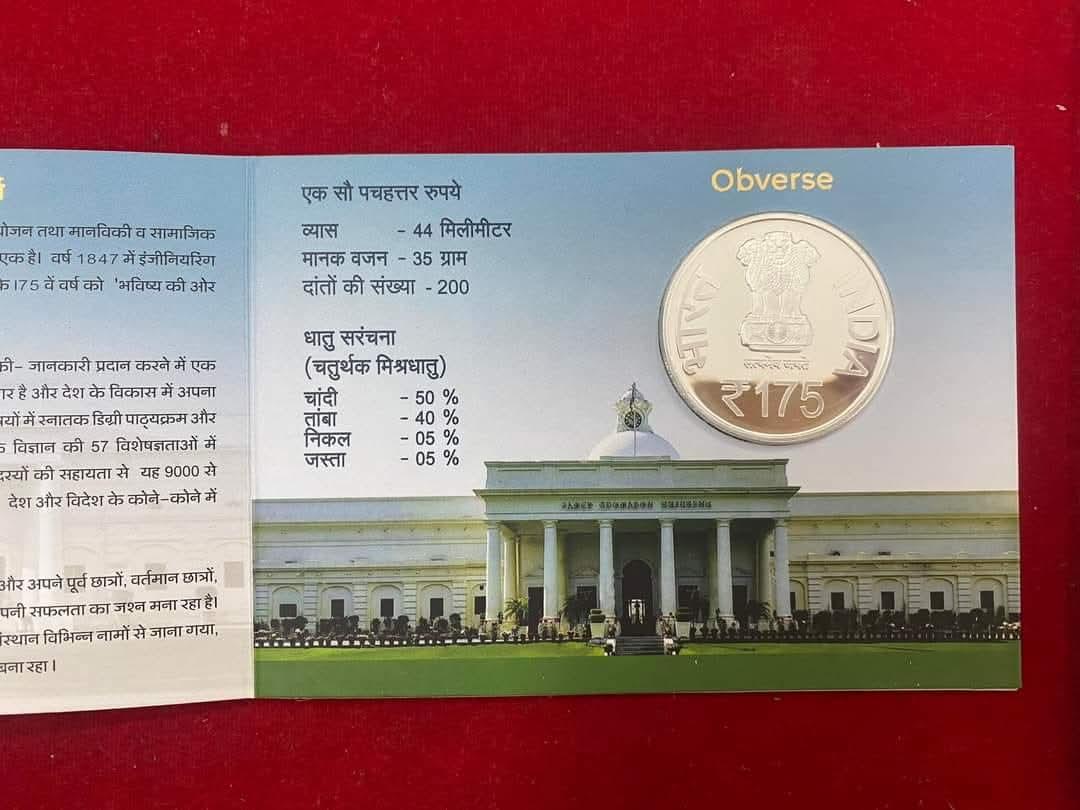 योजन तथा मानविकी व सामाजिक
एक है। वर्ष 1847 में इंजीनियरिंग
के 175 वें वर्ष को 'भविष्य की ओर
की- जानकारी प्रदान करने में एक
और देश के विकास में अपना
में स्नातक डिग्री पाठ्यक्रम और
विज्ञान की 57 विशेषज्ञताओं में
की सहायता से यह 9000 से
देश और विदेश के कोने-कोने में
और अपने पूर्व छात्रों, वर्तमान छात्रों,
सफलता का जश्न मना रहा है।
विभिन्न नामों से जाना गया,
बना रहा।
एक सौ पचहत्तर रुपये
व्यास - 44 मिलीमीटर
मानक वजन - 35 ग्राम
दांतों की संख्या - 200
धातु सरंचना
(चतुर्थक मिश्रधातु)
चांदी - 50 %
तांबा - 40 %
निकल - 05 %
जस्ता - 05 %
Obverse
भारत
INDIA
सत्यमेव जयते
₹175